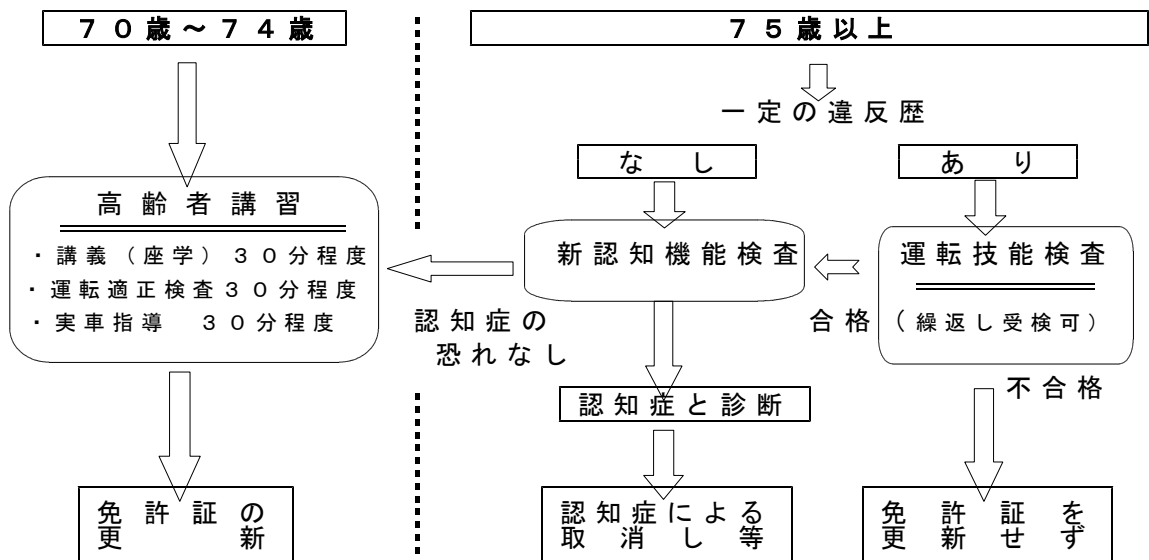 70歳～74歳
高齢者講習
・講義（座学）30分程度
・運転適正検査30分程度
・実車指導　30分程度
免許証の
更新
75歳以上
一定の違反歴
なし
あり
新認知機能検査
運転技能検査
（繰返し受検可）
合格
不合格
認知症の
恐れなし
認知症と診断
認知症による
取消し等
免許証を
更新せず